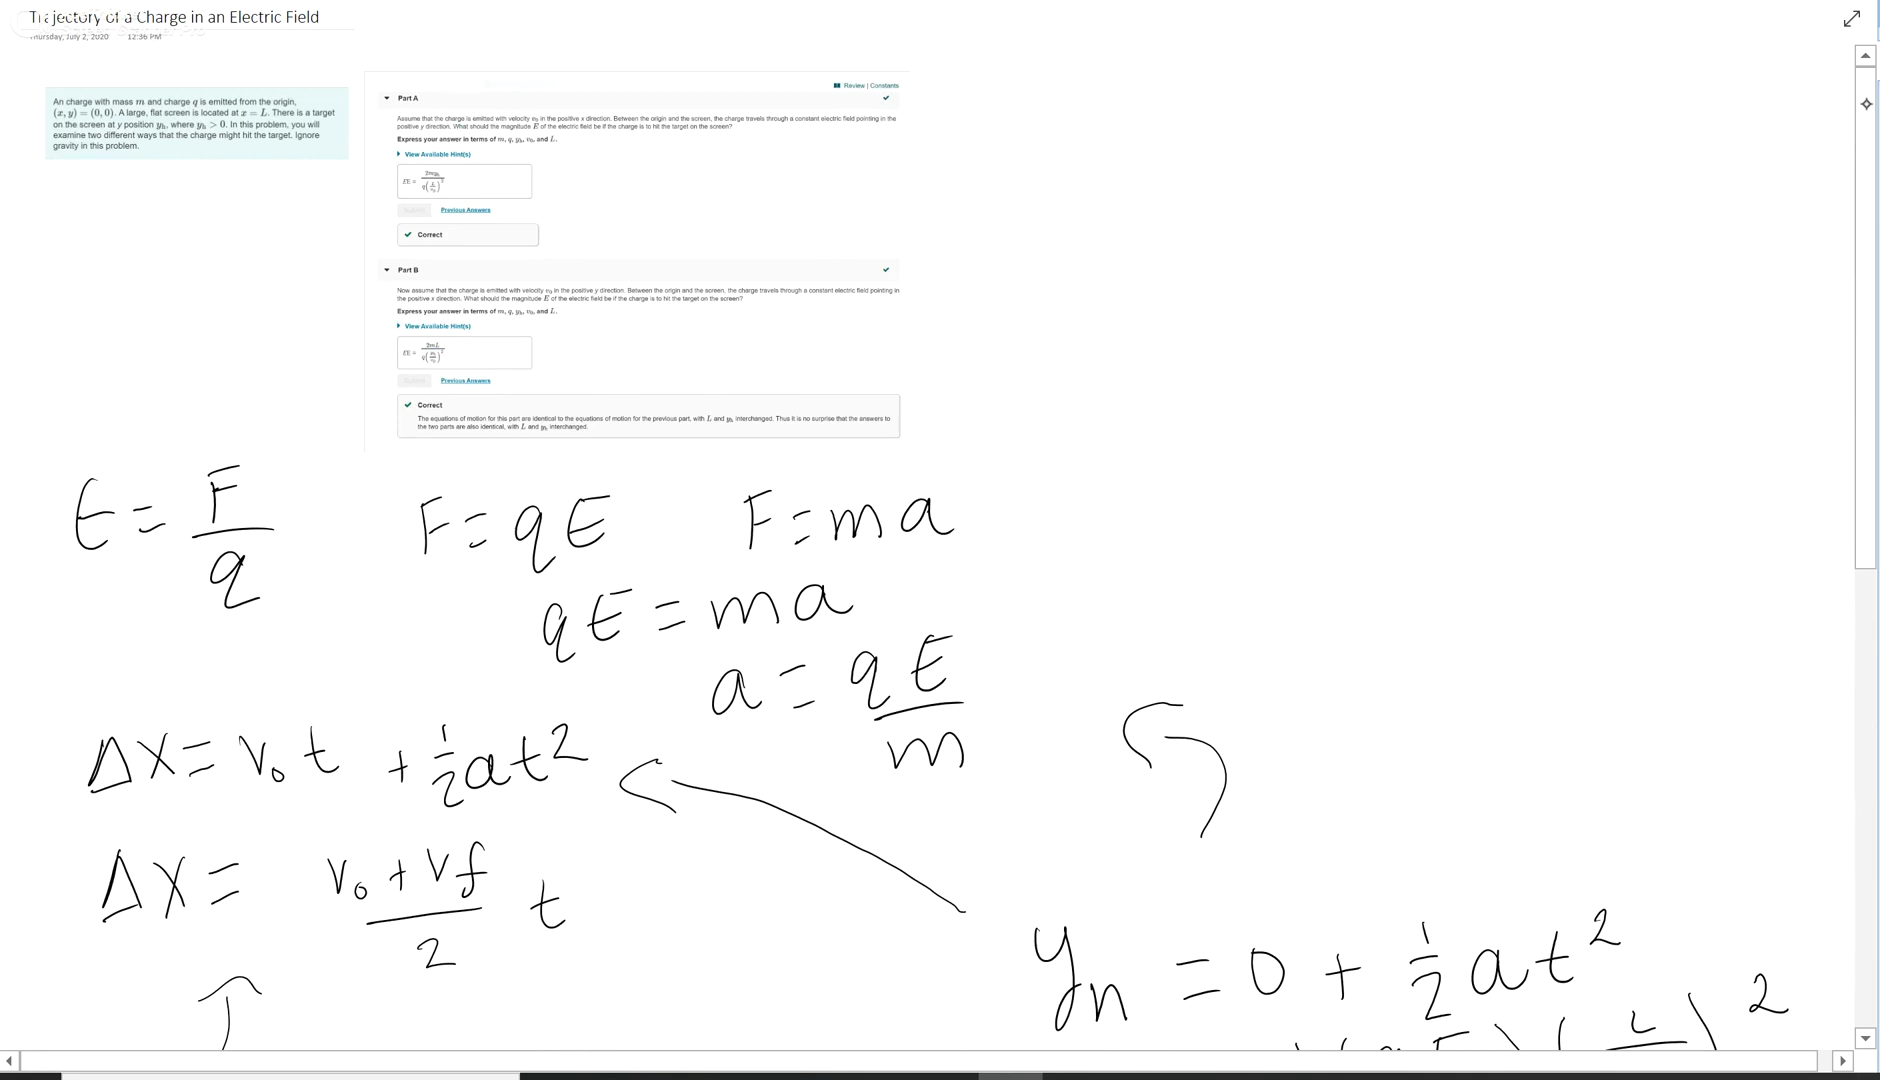 Trajectory of a Charge in an Electric Field
Thursday, July 2, 2020 12:36 PM
An charge with mass m and charge q is emitted from the origin,
(x, y) = (0, 0). A large, flat screen is located at x = L. There is a target
on the screen at y position yₕ, where yₕ > 0. In this problem, you will
examine two different ways that the charge might hit the target. Ignore
gravity in this problem.
Review | Constants
Part A
Assume that the charge is emitted with velocity v₀ in the positive x direction. Between the origin and the screen, the charge travels through a constant electric field pointing in the
positive y direction. What should the magnitude E of the electric field be if the charge is to hit the target on the screen?
Express your answer in terms of m, q, yₕ, v₀, and L.
View Available Hint(s)
EE = 2myₕ / q(L/v₀)²
Submit Previous Answers
Correct
Part B
Now assume that the charge is emitted with velocity v₀ in the positive y direction. Between the origin and the screen, the charge travels through a constant electric field pointing in
the positive x direction. What should the magnitude E of the electric field be if the charge is to hit the target on the screen?
Express your answer in terms of m, q, yₕ, v₀, and L.
View Available Hint(s)
EE = 2mL / q(yₕ/v₀)²
Submit Previous Answers
Correct
The equations of motion for this part are identical to the equations of motion for the previous part, with L and yₕ interchanged. Thus it is no surprise that the answers to
the two parts are also identical, with L and yₕ interchanged.
E = F/q F = qE F = ma
qE = ma
a = qE/m
Δx = v₀t + ½at²
Δx = (v₀ + vf)/2 t
yn = 0 + ½at²